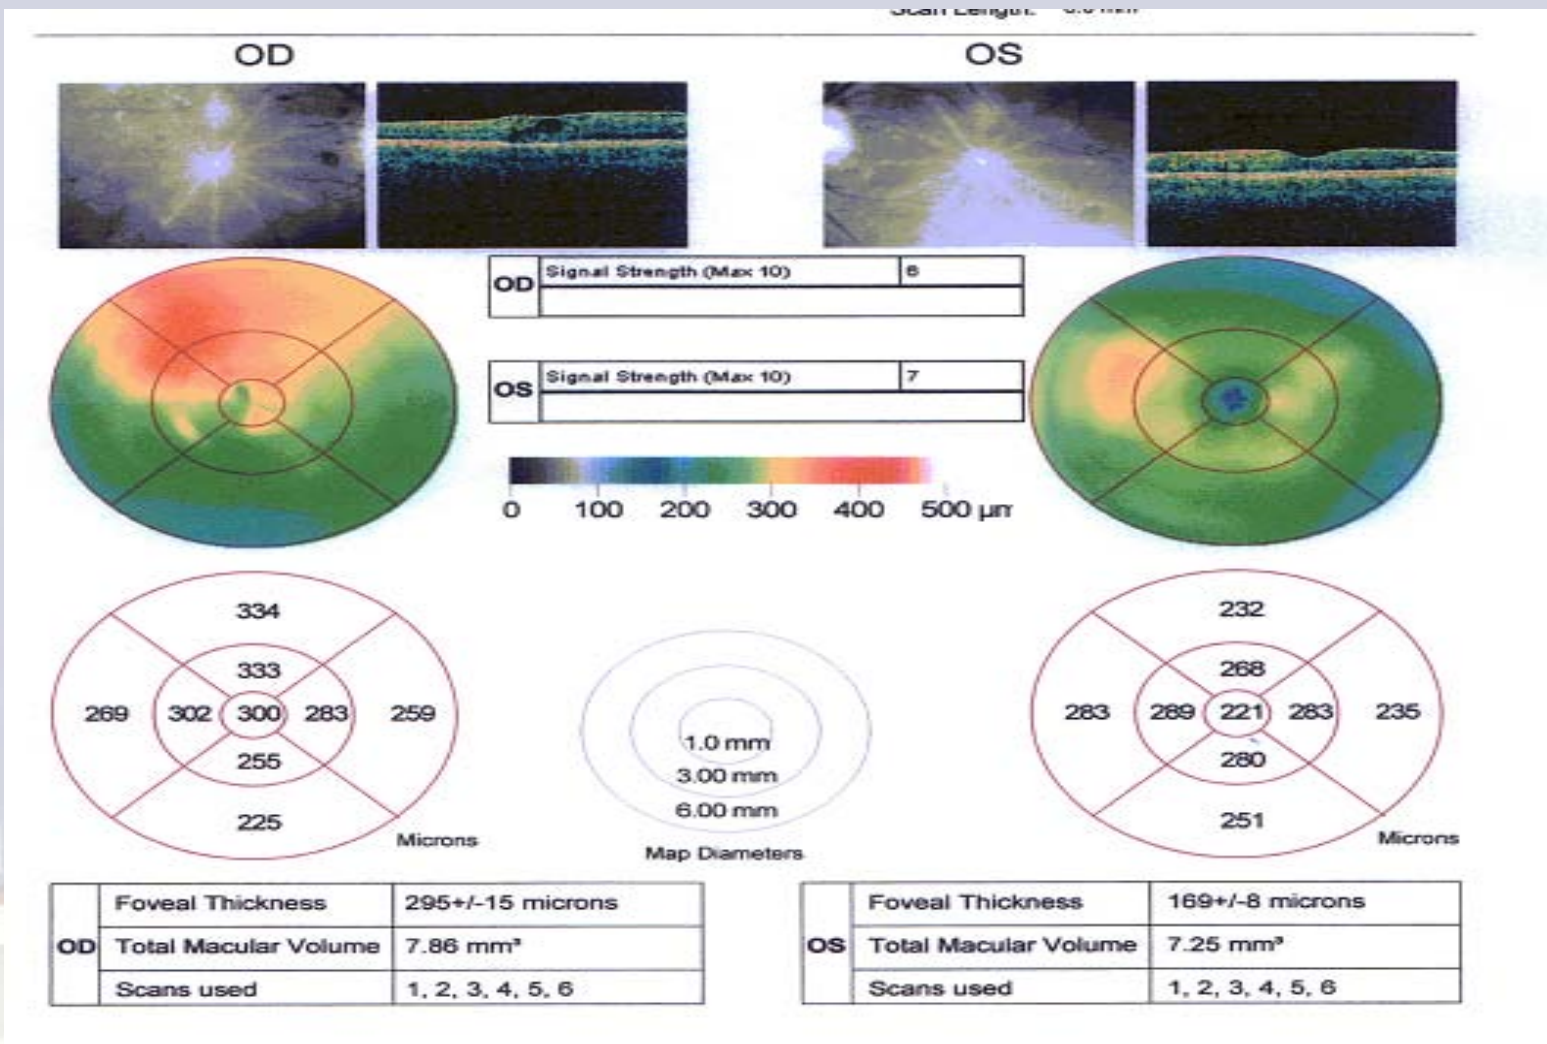 Scan Length:
OD OS
OD Signal Strength (Max 10) 6
OS Signal Strength (Max 10) 7
0 100 200 300 400 500 µm
334
333
269 302 300 283 259
255
225
Microns
1.0 mm
3.00 mm
6.00 mm
Map Diameters
232
268
283 289 221 283 235
280
251
Microns
OD
Foveal Thickness 295+/-15 microns
Total Macular Volume 7.86 mm³
Scans used 1, 2, 3, 4, 5, 6
OS
Foveal Thickness 169+/-8 microns
Total Macular Volume 7.25 mm³
Scans used 1, 2, 3, 4, 5, 6